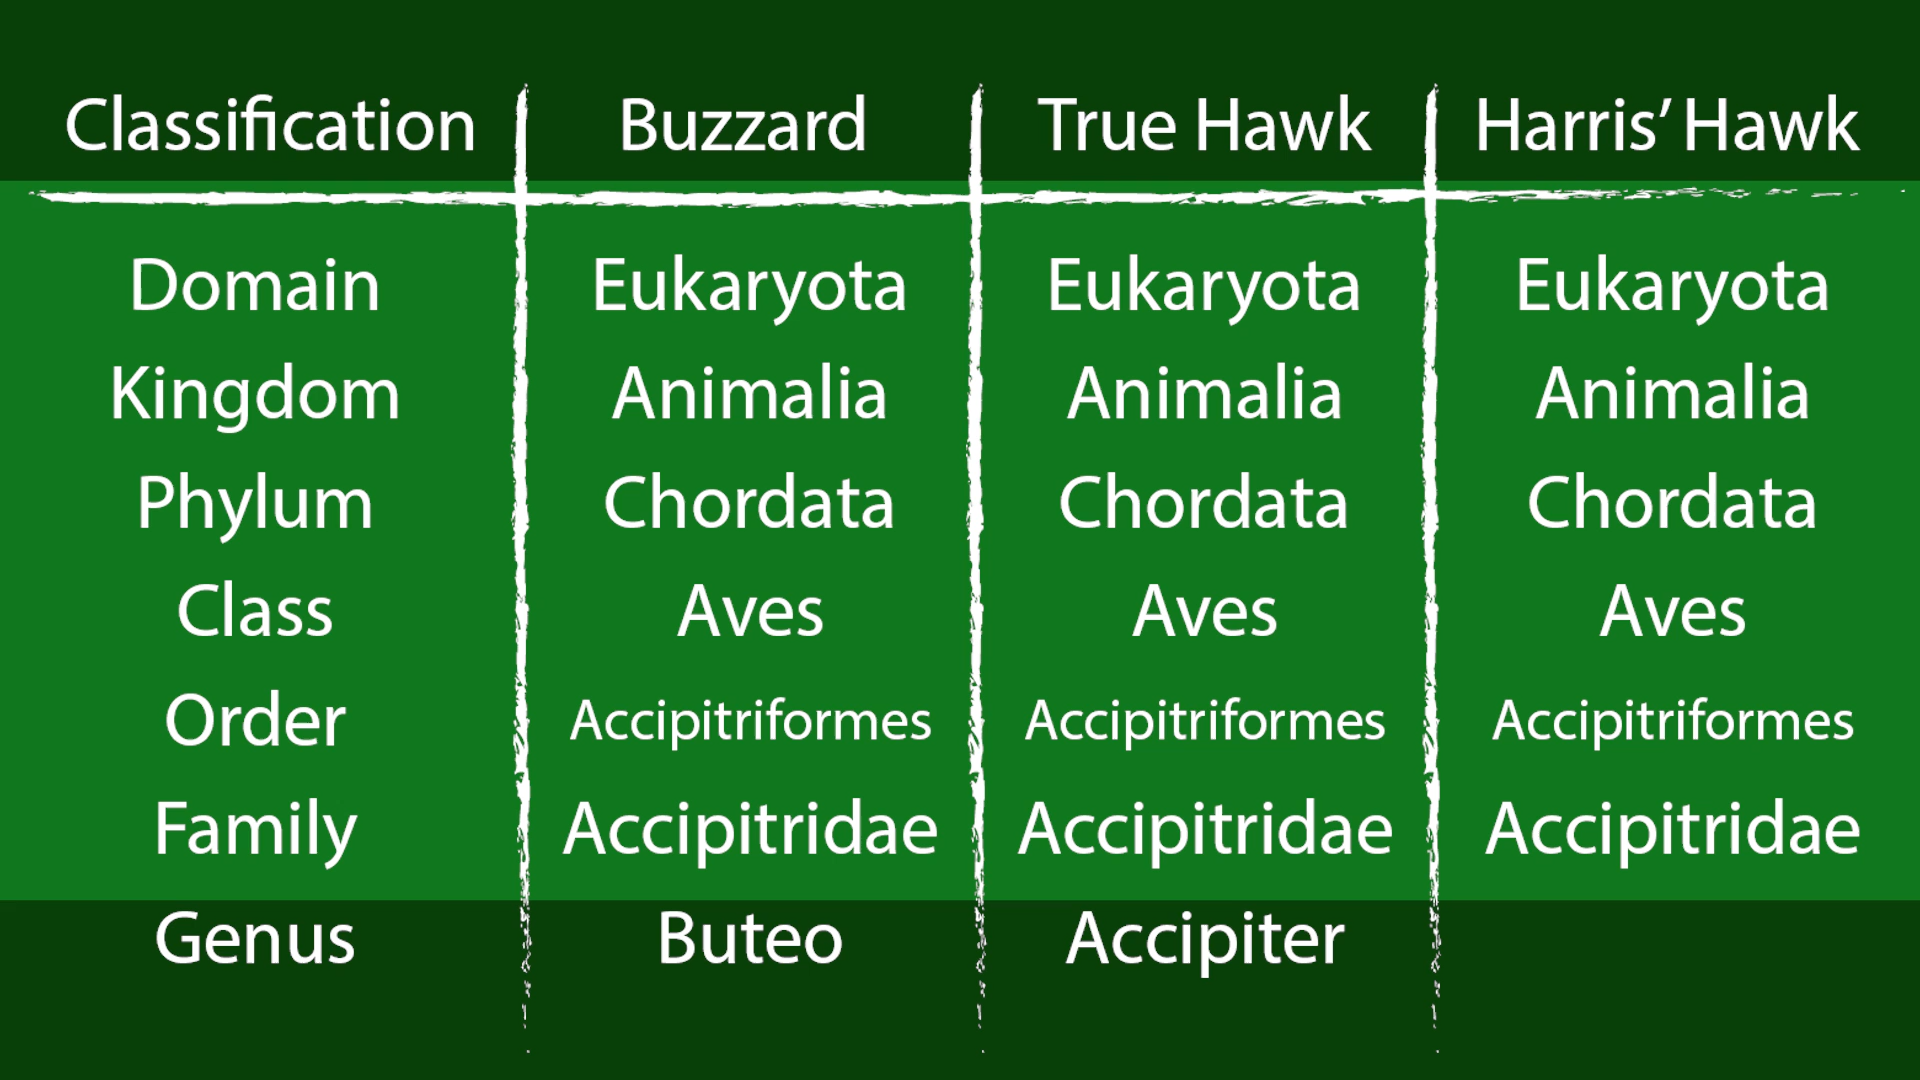 Classification Buzzard True Hawk Harris’ Hawk
Domain Eukaryota Eukaryota Eukaryota
Kingdom Animalia Animalia Animalia
Phylum Chordata Chordata Chordata
Class Aves Aves Aves
Order Accipitriformes Accipitriformes Accipitriformes
Family Accipitridae Accipitridae Accipitridae
Genus Buteo Accipiter